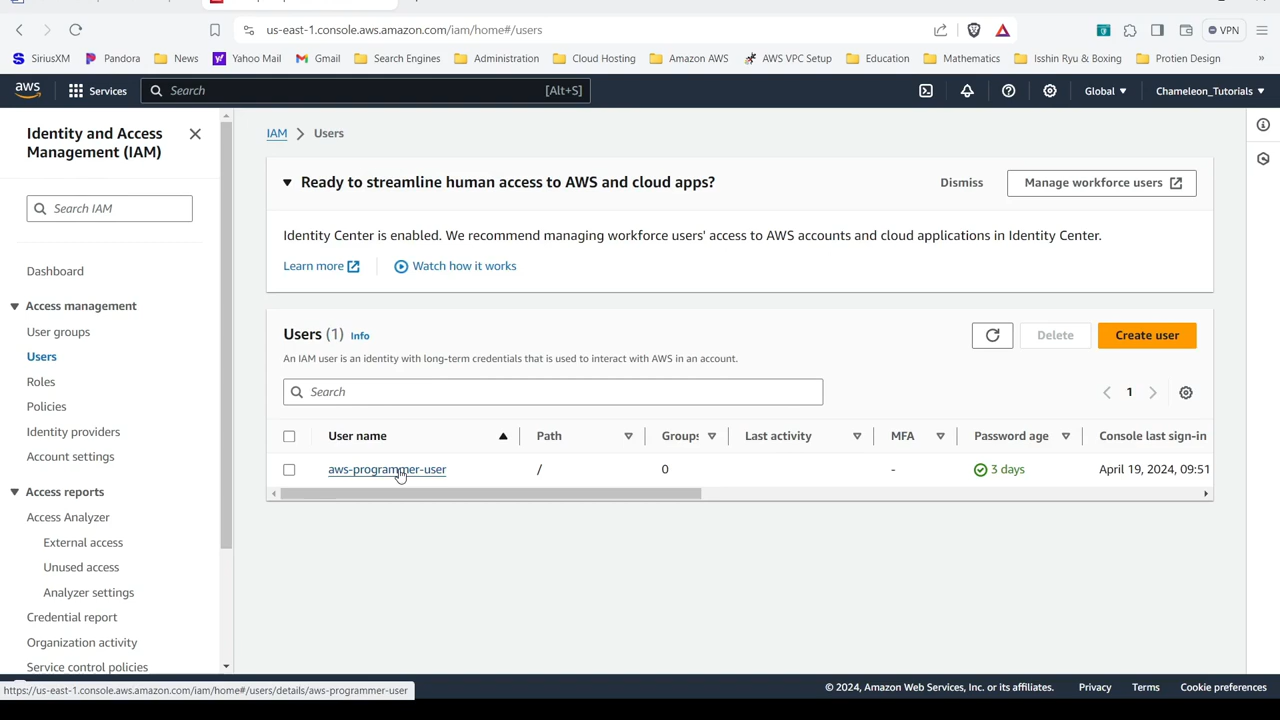 us-east-1.console.aws.amazon.com/iam/home#/users
VPN
SiriusXM Pandora News Yahoo Mail Gmail Search Engines Administration Cloud Hosting Amazon AWS AWS VPC Setup Education Mathematics Isshin Ryu & Boxing Protien Design »
aws Services Search [Alt+S] Global Chameleon_Tutorials
Identity and Access
Management (IAM)
Search IAM
Dashboard
Access management
User groups
Users
Roles
Policies
Identity providers
Account settings
Access reports
Access Analyzer
External access
Unused access
Analyzer settings
Credential report
Organization activity
Service control policies
IAM > Users
Ready to streamline human access to AWS and cloud apps?
Dismiss
Manage workforce users
Identity Center is enabled. We recommend managing workforce users' access to AWS accounts and cloud applications in Identity Center.
Learn more
Watch how it works
Users (1) Info
Delete
Create user
An IAM user is an identity with long-term credentials that is used to interact with AWS in an account.
Search
1
User name Path Groups Last activity MFA Password age Console last sign-in
aws-programmer-user / 0 - 3 days April 19, 2024, 09:51
https://us-east-1.console.aws.amazon.com/iam/home#/users/details/aws-programmer-user
© 2024, Amazon Web Services, Inc. or its affiliates. Privacy Terms Cookie preferences